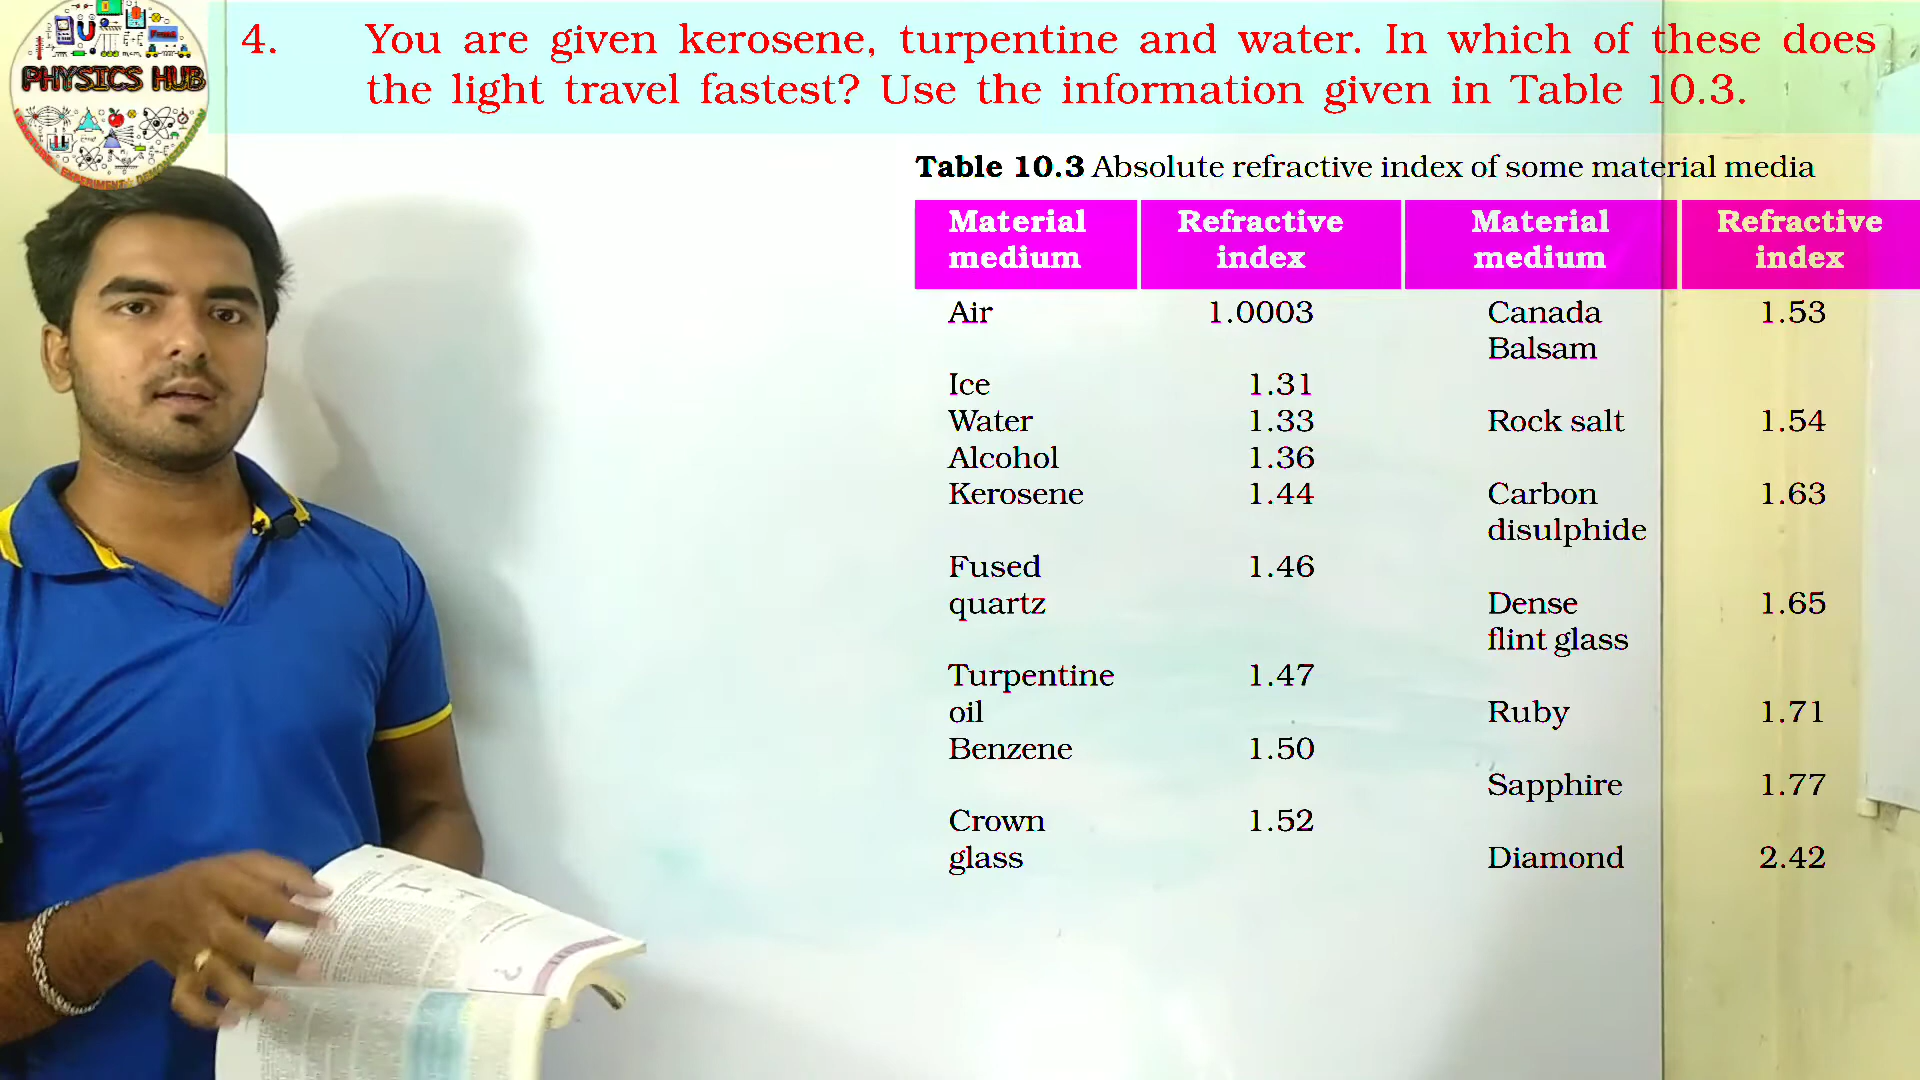 PHYSICS HUB
4. You are given kerosene, turpentine and water. In which of these does
the light travel fastest? Use the information given in Table 10.3.
Table 10.3 Absolute refractive index of some material media
Material medium Refractive index Material medium Refractive index
Air 1.0003 Canada 1.53
Balsam
Ice 1.31
Water 1.33 Rock salt 1.54
Alcohol 1.36
Kerosene 1.44 Carbon 1.63
disulphide
Fused 1.46
quartz Dense 1.65
flint glass
Turpentine 1.47
oil Ruby 1.71
Benzene 1.50
Sapphire 1.77
Crown 1.52
glass Diamond 2.42